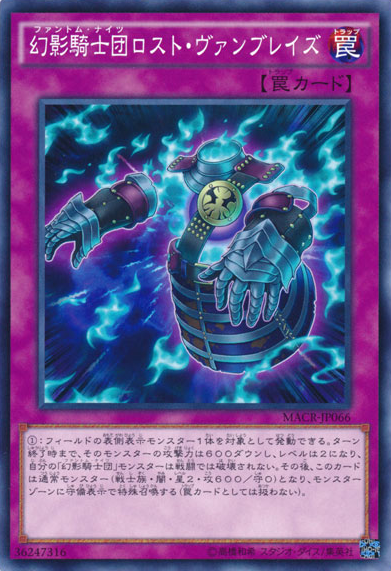 ファントム・ナイツ
幻影騎士団ロスト・ヴァンブレイズ
トラップ
罠
トラップ
【罠カード】
MACR-JP066
①:フィールドの表側表示モンスター1体を対象として発動できる。ターン
終了時まで、そのモンスターの攻撃力は600ダウンし、レベルは2になり、
自分の「幻影騎士団」モンスターは戦闘では破壊されない。その後、このカード
は通常モンスター(戦士族・闇・星2・攻600/守0)となり、モンスター
ゾーンに守備表示で特殊召喚する(罠カードとしては扱わない)。
36247316
©高橋和希 スタジオ・ダイス/集英社